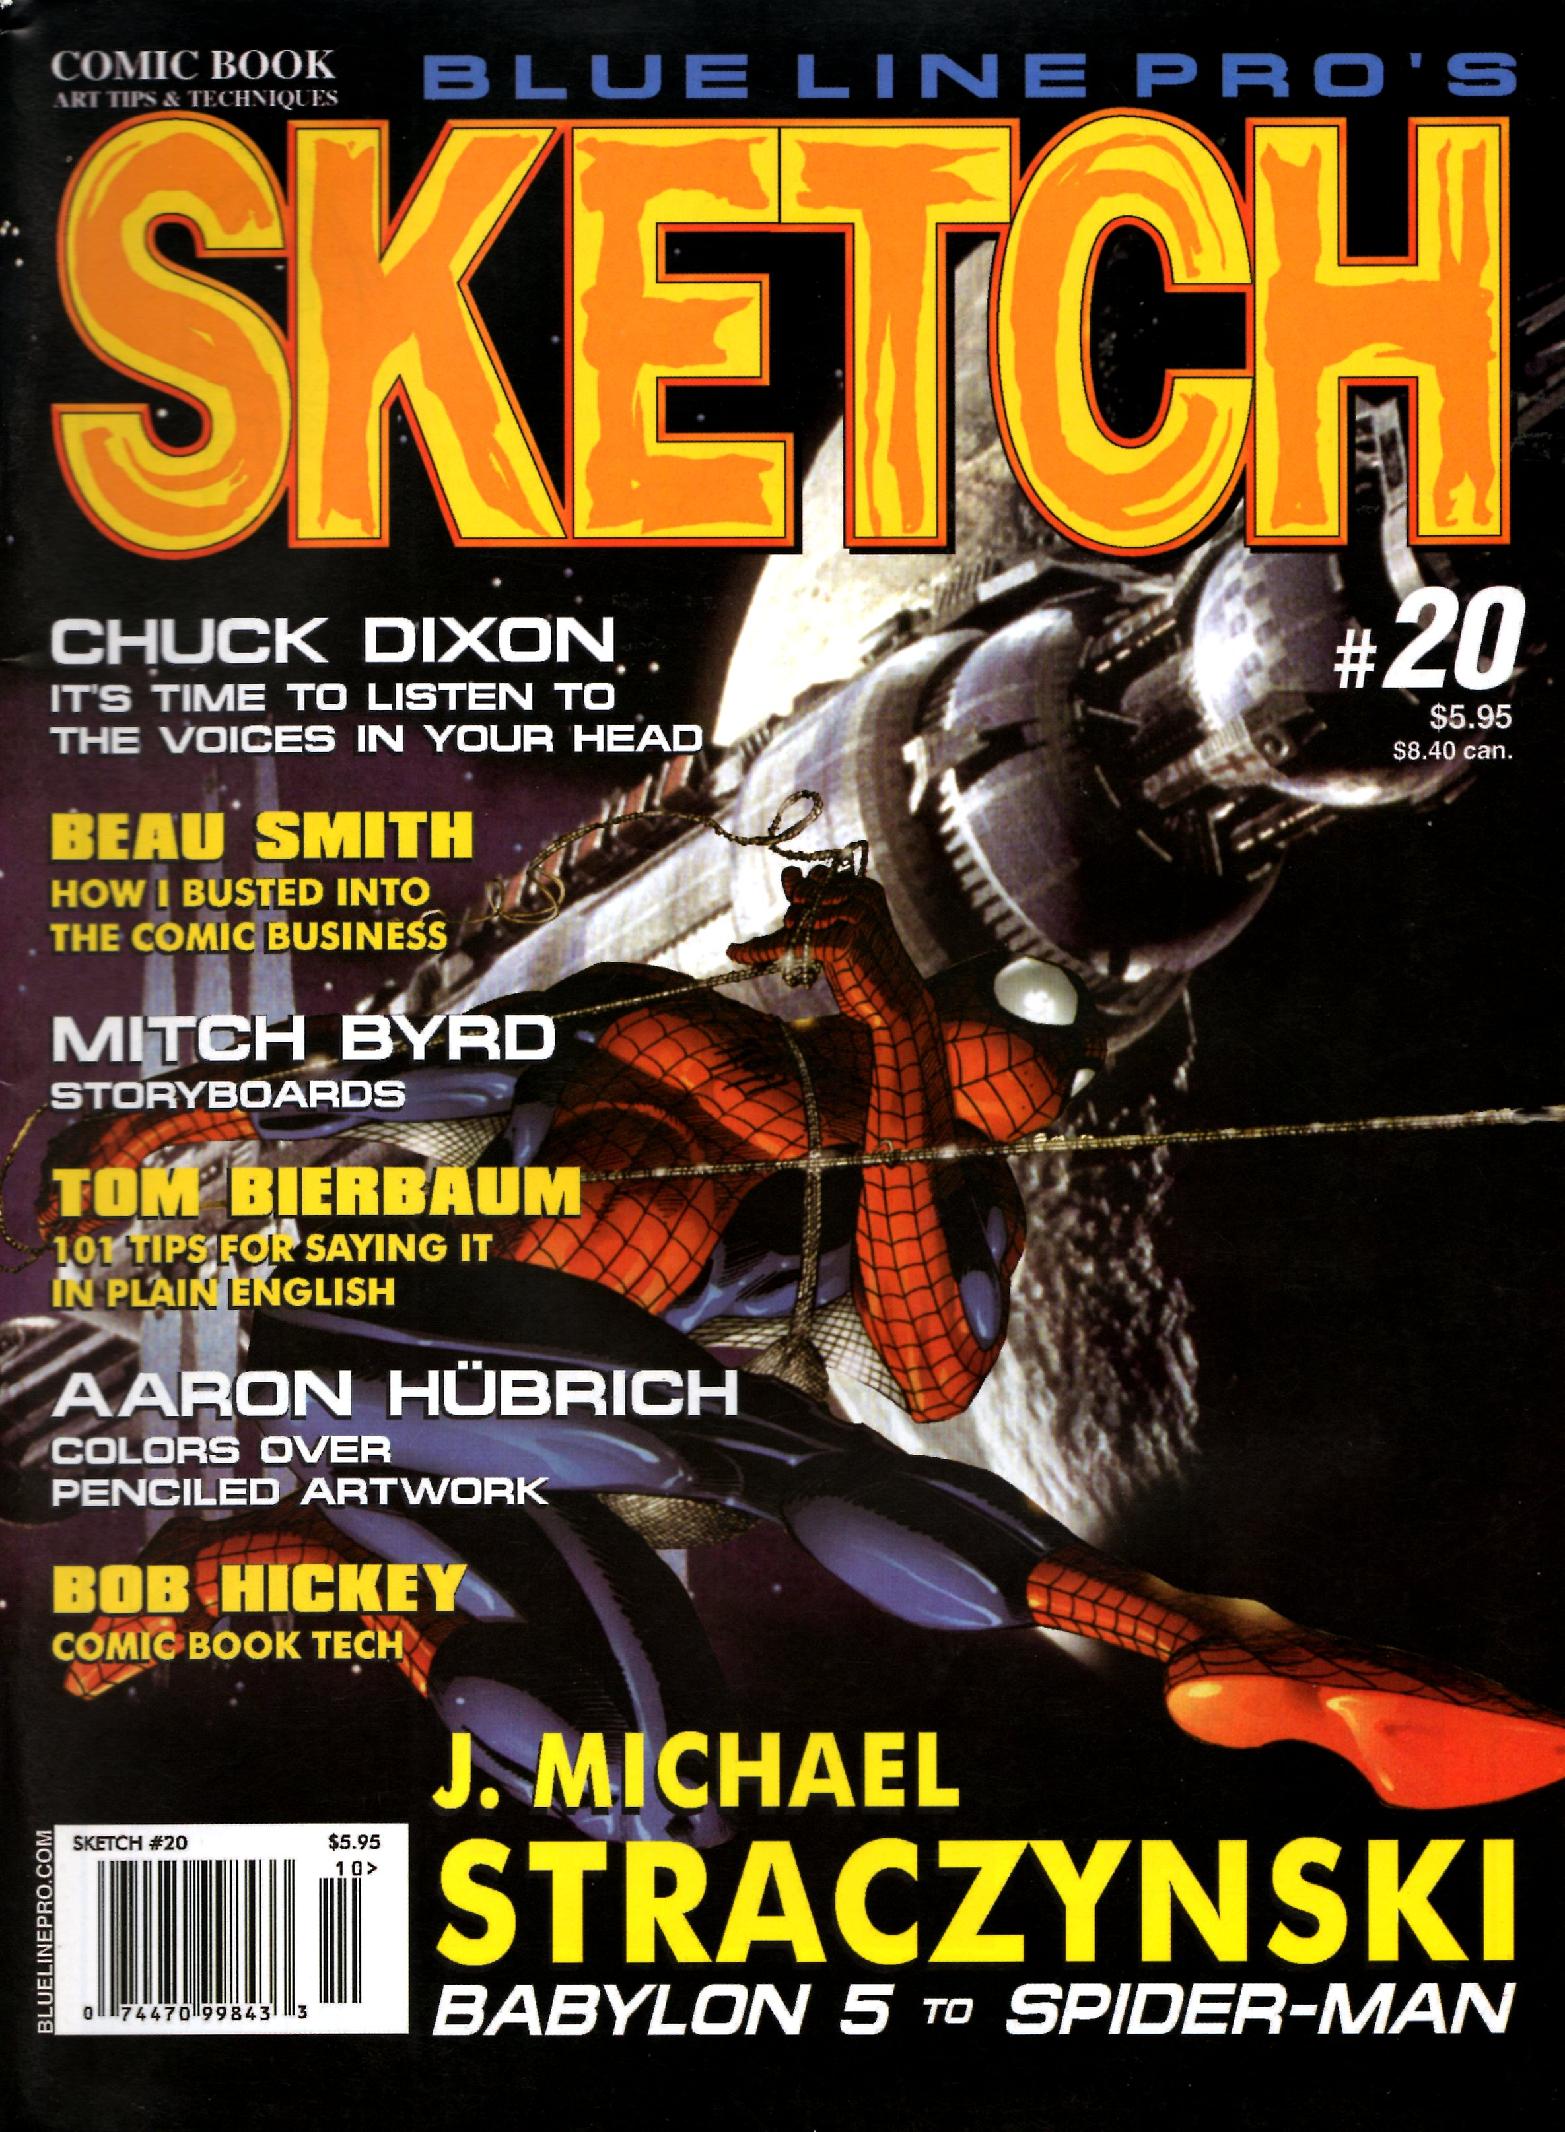 COMIC BOOK
ART TIPS & TECHNIQUES
BLUE LINE PRO'S
SKETCH
#20
$5.95
$8.40 can.
CHUCK DIXON
IT'S TIME TO LISTEN TO
THE VOICES IN YOUR HEAD
BEAU SMITH
HOW I BUSTED INTO
THE COMIC BUSINESS
MITCH BYRD
STORYBOARDS
TOM BIERBAUM
101 TIPS FOR SAYING IT
IN PLAIN ENGLISH
AARON HÜBRICH
COLORS OVER
PENCILED ARTWORK
BOB HICKEY
COMIC BOOK TECH
J. MICHAEL
STRACZYNSKI
BABYLON 5 TO SPIDER-MAN
BLUELINEPRO.COM
SKETCH #20 $5.95
10>
0 74470 99843 3